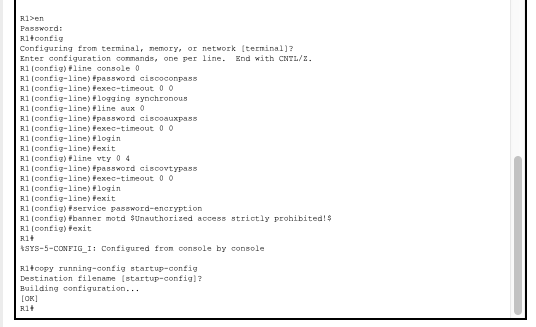 R1>en
Password:
R1#config
Configuring from terminal, memory, or network [terminal]?
Enter configuration commands, one per line.  End with CNTL/Z.
R1(config)#line console 0
R1(config-line)#password ciscoconpass
R1(config-line)#exec-timeout 0 0
R1(config-line)#logging synchronous
R1(config-line)#line aux 0
R1(config-line)#password ciscoauxpass
R1(config-line)#exec-timeout 0 0
R1(config-line)#login
R1(config-line)#exit
R1(config)#line vty 0 4
R1(config-line)#password ciscovtypass
R1(config-line)#exec-timeout 0 0
R1(config-line)#login
R1(config-line)#exit
R1(config)#service password-encryption
R1(config)#banner motd $Unauthorized access strictly prohibited!$
R1(config)#exit
R1#
%SYS-5-CONFIG_I: Configured from console by console
R1#copy running-config startup-config
Destination filename [startup-config]?
Building configuration...
[OK]
R1#